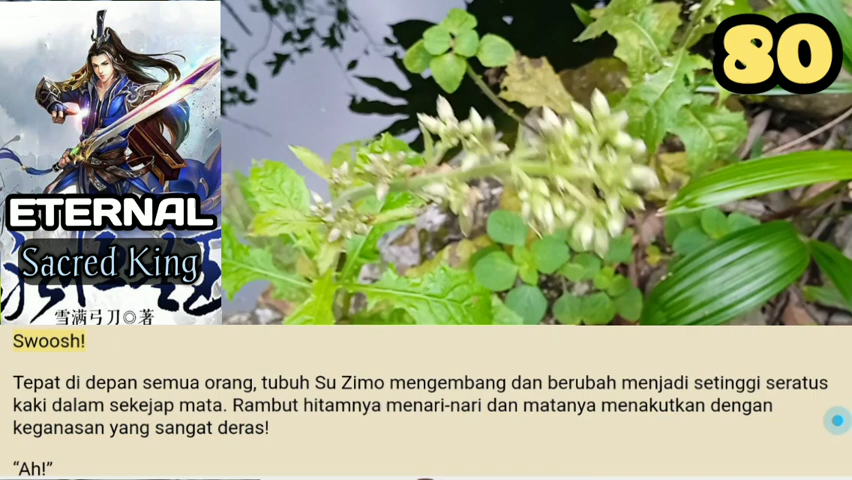 80
ETERNAL
Sacred King
雪满弓刀◎著
Swoosh!
Tepat di depan semua orang, tubuh Su Zimo mengembang dan berubah menjadi setinggi seratus
kaki dalam sekejap mata. Rambut hitamnya menari-nari dan matanya menakutkan dengan
keganasan yang sangat deras!
“Ah!”